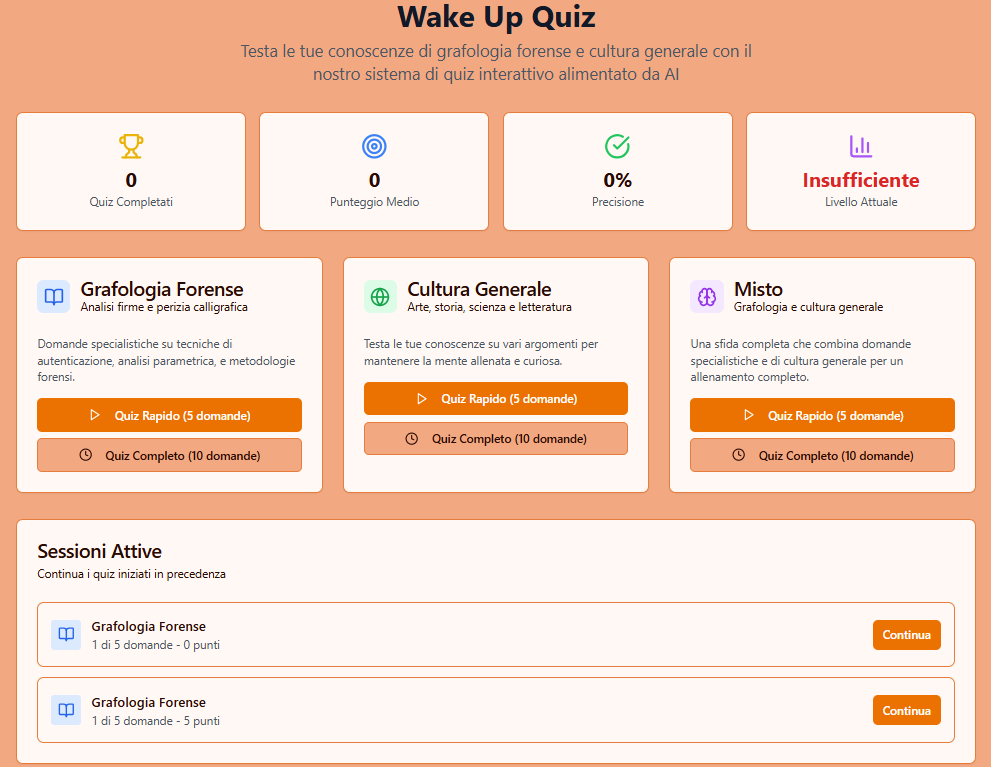 Wake Up Quiz
Testa le tue conoscenze di grafologia forense e cultura generale con il
nostro sistema di quiz interattivo alimentato da AI
0
Quiz Completati
0
Punteggio Medio
0%
Precisione
Insufficiente
Livello Attuale
Grafologia Forense
Analisi firme e perizia calligrafica
Domande specialistiche su tecniche di
autenticazione, analisi parametrica, e metodologie
forensi.
Quiz Rapido (5 domande)
Quiz Completo (10 domande)
Cultura Generale
Arte, storia, scienza e letteratura
Testa le tue conoscenze su vari argomenti per
mantenere la mente allenata e curiosa.
Quiz Rapido (5 domande)
Quiz Completo (10 domande)
Misto
Grafologia e cultura generale
Una sfida completa che combina domande
specialistiche e di cultura generale per un
allenamento completo.
Quiz Rapido (5 domande)
Quiz Completo (10 domande)
Sessioni Attive
Continua i quiz iniziati in precedenza
Grafologia Forense
1 di 5 domande - 0 punti
Continua
Grafologia Forense
1 di 5 domande - 5 punti
Continua